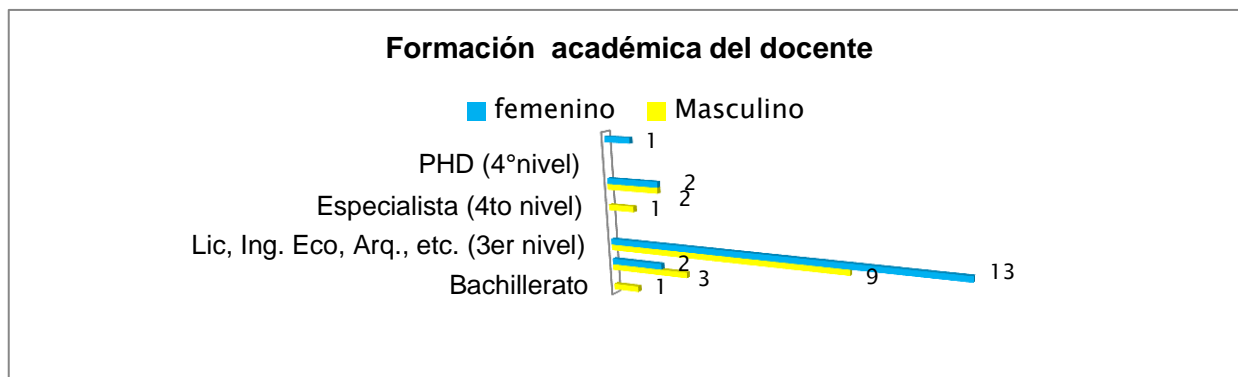 Formación académica del docente
femenino Masculino
1
PHD (4°nivel)
2
2
Especialista (4to nivel) 1
Lic, Ing. Eco, Arq., etc. (3er nivel)
2 13
3 9
Bachillerato 1